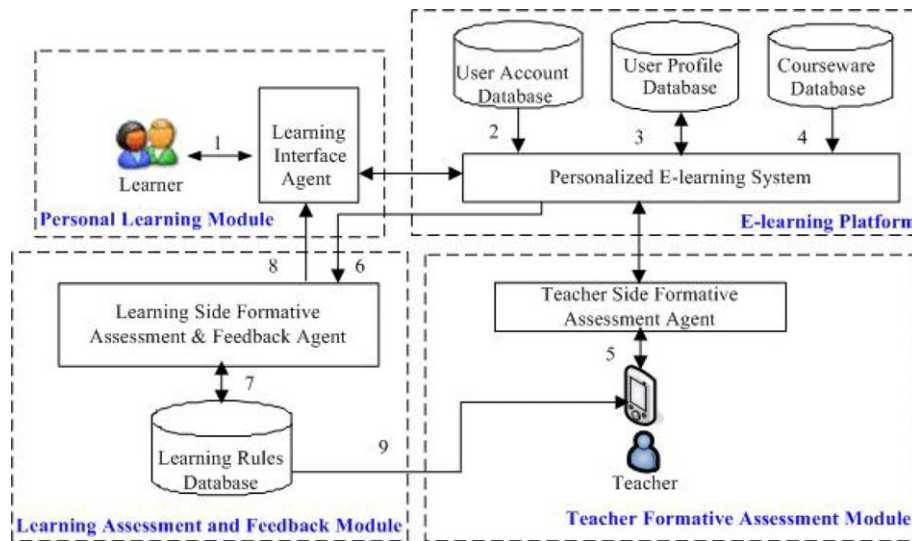 User Account
Database
User Profile
Database
Courseware
Database
2
3
4
1
Learning
Interface
Agent
Learner
Personalized E-learning System
Personal Learning Module
E-learning Platform
8
6
Learning Side Formative
Assessment & Feedback Agent
Teacher Side Formative
Assessment Agent
5
7
9
Learning Rules
Database
Teacher
Learning Assessment and Feedback Module
Teacher Formative Assessment Module